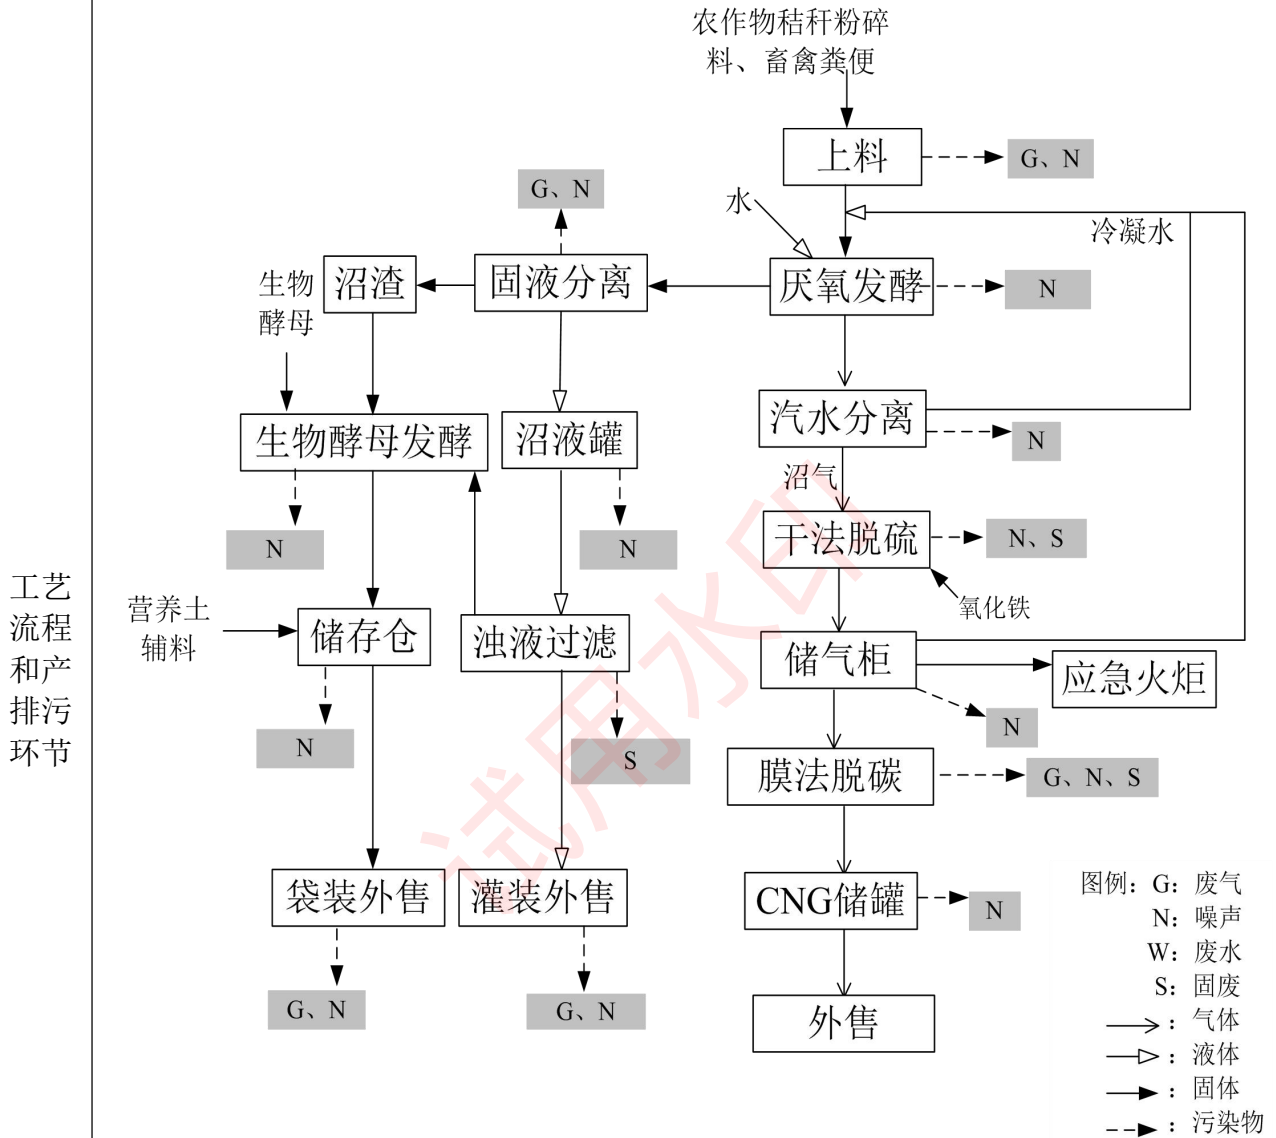 农作物秸秆粉碎
料、畜禽粪便
上料
G、N
G、N
水
冷凝水
沼渣
固液分离
厌氧发酵
N
生物
酵母
汽水分离
N
生物酵母发酵
沼液罐
沼气
N
N
干法脱硫
N、S
氧化铁
营养土
辅料
储存仓
浊液过滤
储气柜
应急火炬
N
N
S
膜法脱碳
G、N、S
工艺
流程
和产
排污
环节
袋装外售
灌装外售
CNG储罐
N
G、N
G、N
外售
图例：G：废气
N：噪声
W：废水
S：固废
：气体
：液体
：固体
：污染物
试用水印